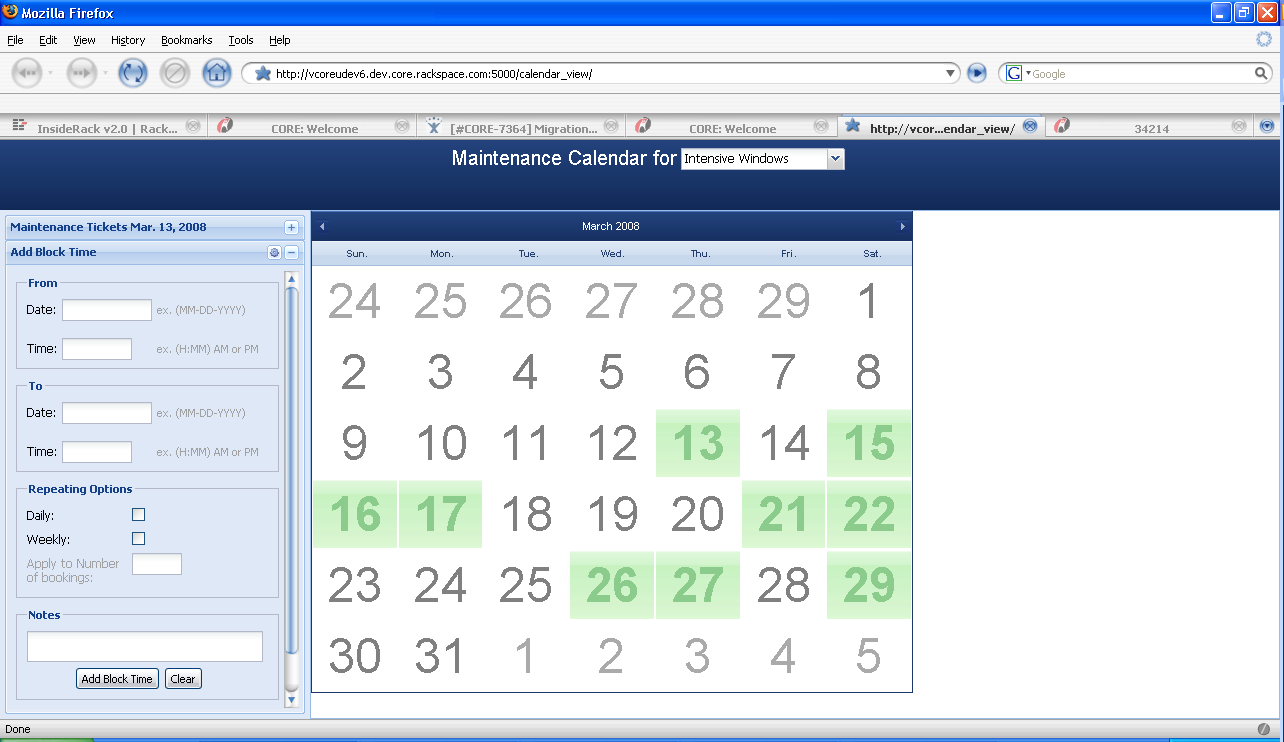 Mozilla Firefox
File Edit View History Bookmarks Tools Help
http://vcoreudev6.dev.core.rackspace.com:5000/calendar_view/ G Google
InsideRack v2.0 | Rack... CORE: Welcome [#CORE-7364] Migration... CORE: Welcome http://vcor...endar_view/ 34214
Maintenance Calendar for Intensive Windows
Maintenance Tickets Mar. 13, 2008
Add Block Time
From
Date: ex. (MM-DD-YYYY)
Time: ex. (H:MM) AM or PM
To
Date: ex. (MM-DD-YYYY)
Time: ex. (H:MM) AM or PM
Repeating Options
Daily:
Weekly:
Apply to Number
of bookings:
Notes
Add Block Time Clear
March 2008
Sun. Mon. Tue. Wed. Thu. Fri. Sat.
24 25 26 27 28 29 1
2 3 4 5 6 7 8
9 10 11 12 13 14 15
16 17 18 19 20 21 22
23 24 25 26 27 28 29
30 31 1 2 3 4 5
Done